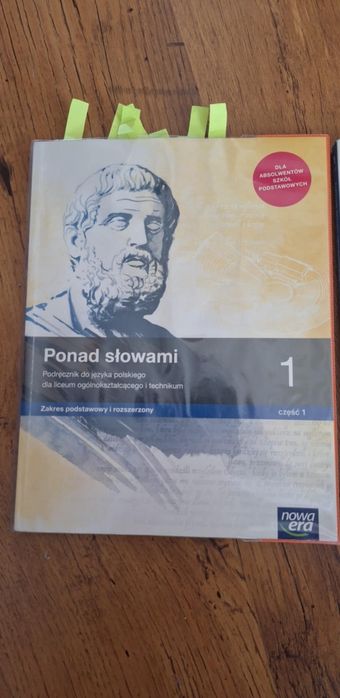 DLA
ABSOLWENTÓW
SZKÓŁ
PODSTAWOWYCH
Ponad słowami
Podręcznik do języka polskiego
dla liceum ogólnokształcącego i technikum
1
Zakres podstawowy i rozszerzony
część 1
nowa
era